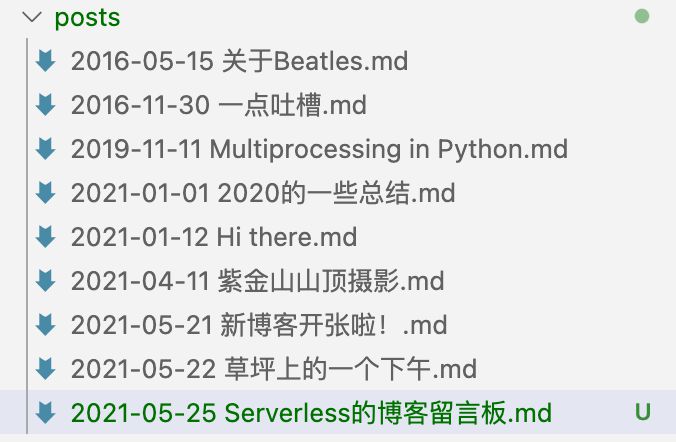 posts
2016-05-15 关于Beatles.md
2016-11-30 一点吐槽.md
2019-11-11 Multiprocessing in Python.md
2021-01-01 2020的一些总结.md
2021-01-12 Hi there.md
2021-04-11 紫金山山顶摄影.md
2021-05-21 新博客开张啦！.md
2021-05-22 草坪上的一个下午.md
2021-05-25 Serverless的博客留言板.md U